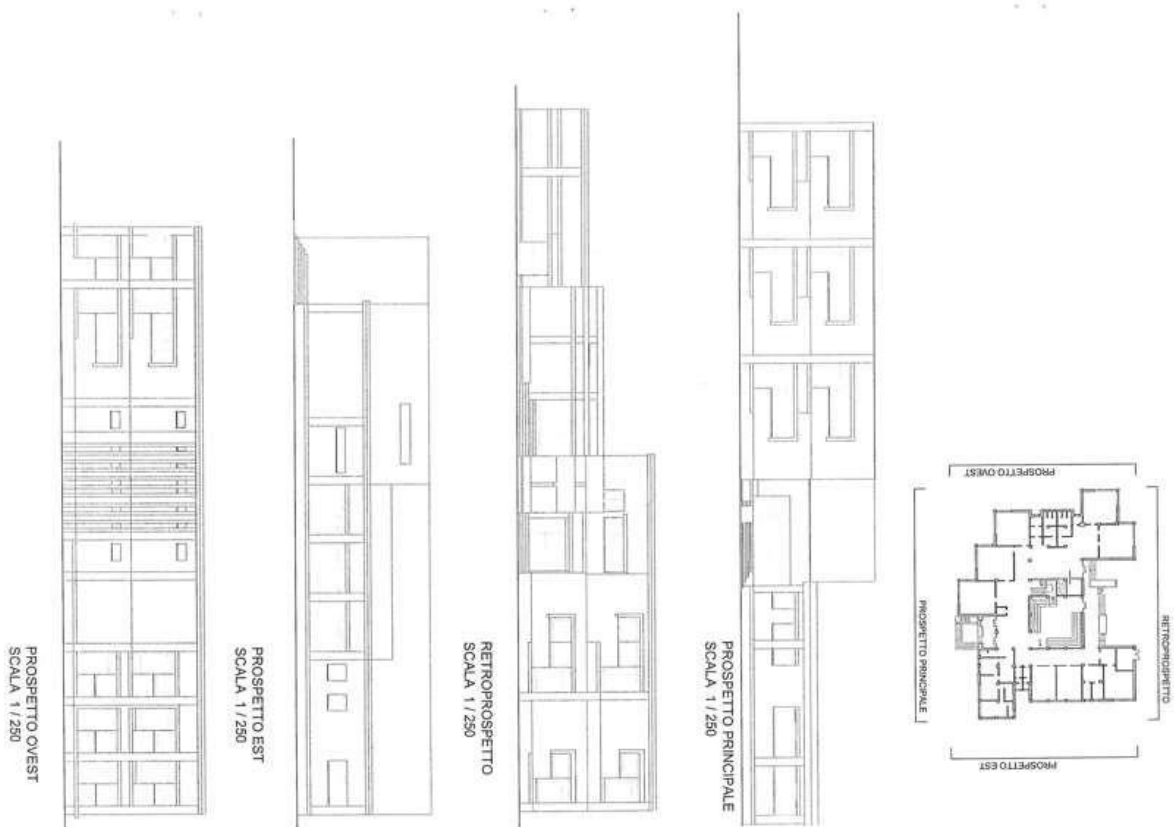 PROSPETTO OVEST
SCALA 1 / 250
PROSPETTO EST
SCALA 1 / 250
RETROPROSPETTO
SCALA 1 / 250
PROSPETTO PRINCIPALE
SCALA 1 / 250
PROSPETTO OVEST
PROSPETTO PRINCIPALE
RETROPROSPETTO
PROSPETTO EST